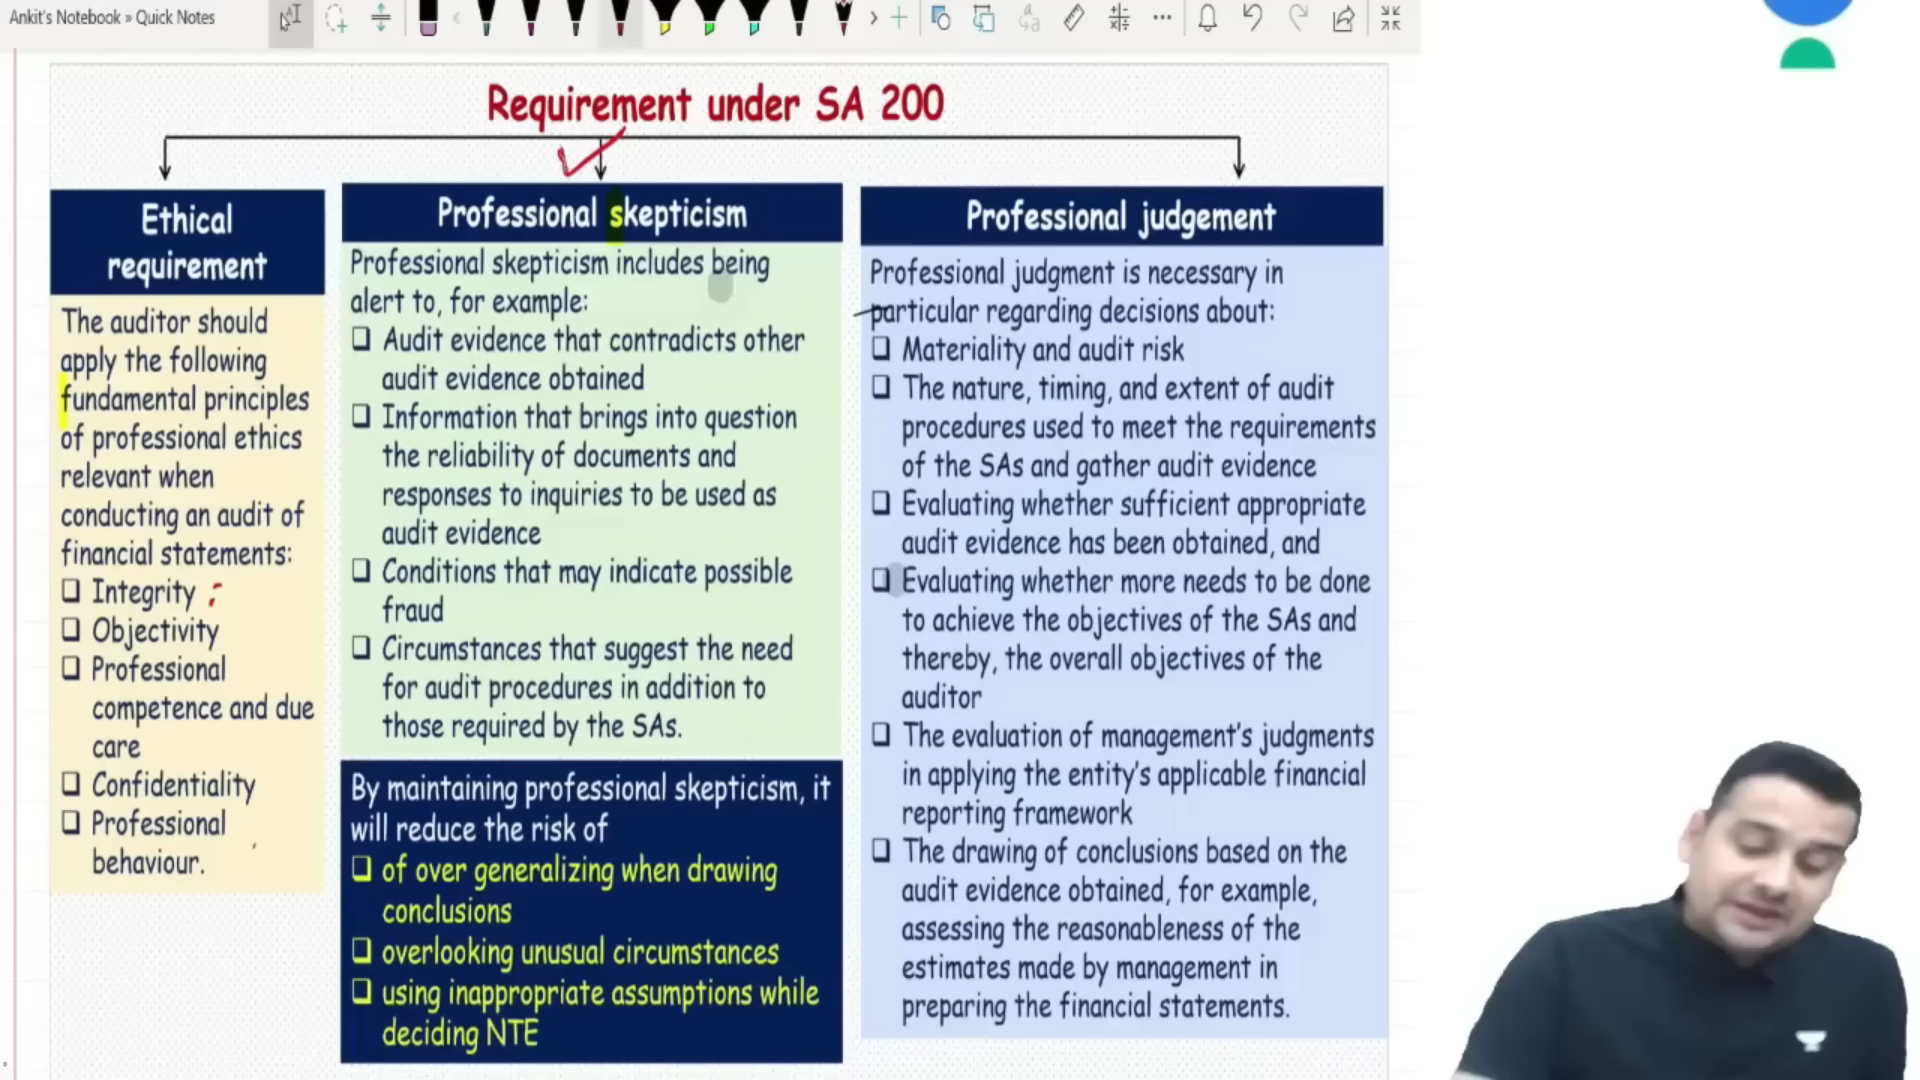 Ankit's Notebook » Quick Notes
Requirement under SA 200
Ethical
requirement
The auditor should
apply the following
fundamental principles
of professional ethics
relevant when
conducting an audit of
financial statements:
Integrity
Objectivity
Professional
competence and due
care
Confidentiality
Professional
behaviour.
Professional skepticism
Professional skepticism includes being
alert to, for example:
Audit evidence that contradicts other
audit evidence obtained
Information that brings into question
the reliability of documents and
responses to inquiries to be used as
audit evidence
Conditions that may indicate possible
fraud
Circumstances that suggest the need
for audit procedures in addition to
those required by the SAs.
By maintaining professional skepticism, it
will reduce the risk of
of over generalizing when drawing
conclusions
overlooking unusual circumstances
using inappropriate assumptions while
deciding NTE
Professional judgement
Professional judgment is necessary in
particular regarding decisions about:
Materiality and audit risk
The nature, timing, and extent of audit
procedures used to meet the requirements
of the SAs and gather audit evidence
Evaluating whether sufficient appropriate
audit evidence has been obtained, and
Evaluating whether more needs to be done
to achieve the objectives of the SAs and
thereby, the overall objectives of the
auditor
The evaluation of management's judgments
in applying the entity's applicable financial
reporting framework
The drawing of conclusions based on the
audit evidence obtained, for example,
assessing the reasonableness of the
estimates made by management in
preparing the financial statements.